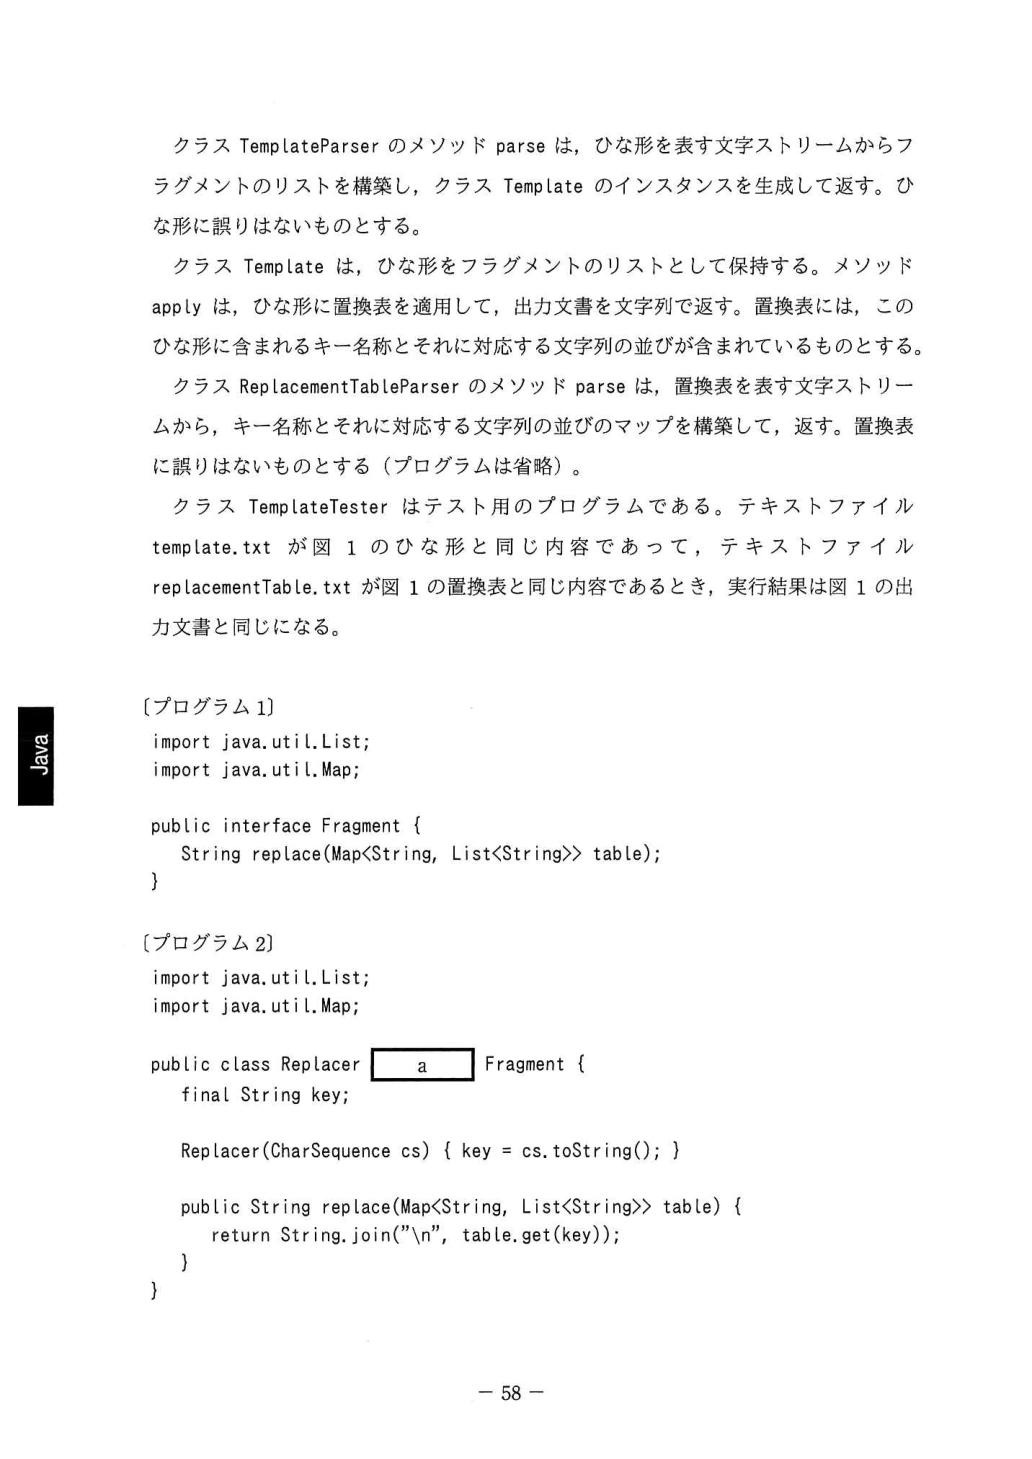 クラス TemplateParser のメソッド parse は，ひな形を表す文字ストリームからフ
ラグメントのリストを構築し，クラス Template のインスタンスを生成して返す。ひ
な形に誤りはないものとする。
クラス Template は，ひな形をフラグメントのリストとして保持する。メソッド
apply は，ひな形に置換表を適用して，出力文書を文字列で返す。置換表には，この
ひな形に含まれるキー名称とそれに対応する文字列の並びが含まれているものとする。
クラス ReplacementTableParser のメソッド parse は，置換表を表す文字ストリー
ムから，キー名称とそれに対応する文字列の並びのマップを構築して，返す。置換表
に誤りはないものとする（プログラムは省略）。
クラス TemplateTester はテスト用のプログラムである。テキストファイル
template.txt が図 1 のひな形と同じ内容であって，テキストファイル
replacementTable.txt が図 1 の置換表と同じ内容であるとき，実行結果は図 1 の出
力文書と同じになる。
〔プログラム 1〕
import java.util.List;
import java.util.Map;
public interface Fragment {
String replace(Map<String, List<String>> table);
}
〔プログラム 2〕
import java.util.List;
import java.util.Map;
public class Replacer a Fragment {
final String key;
Replacer(CharSequence cs) { key = cs.toString(); }
public String replace(Map<String, List<String>> table) {
return String.join("\n", table.get(key));
}
}
Java
－ 58 －